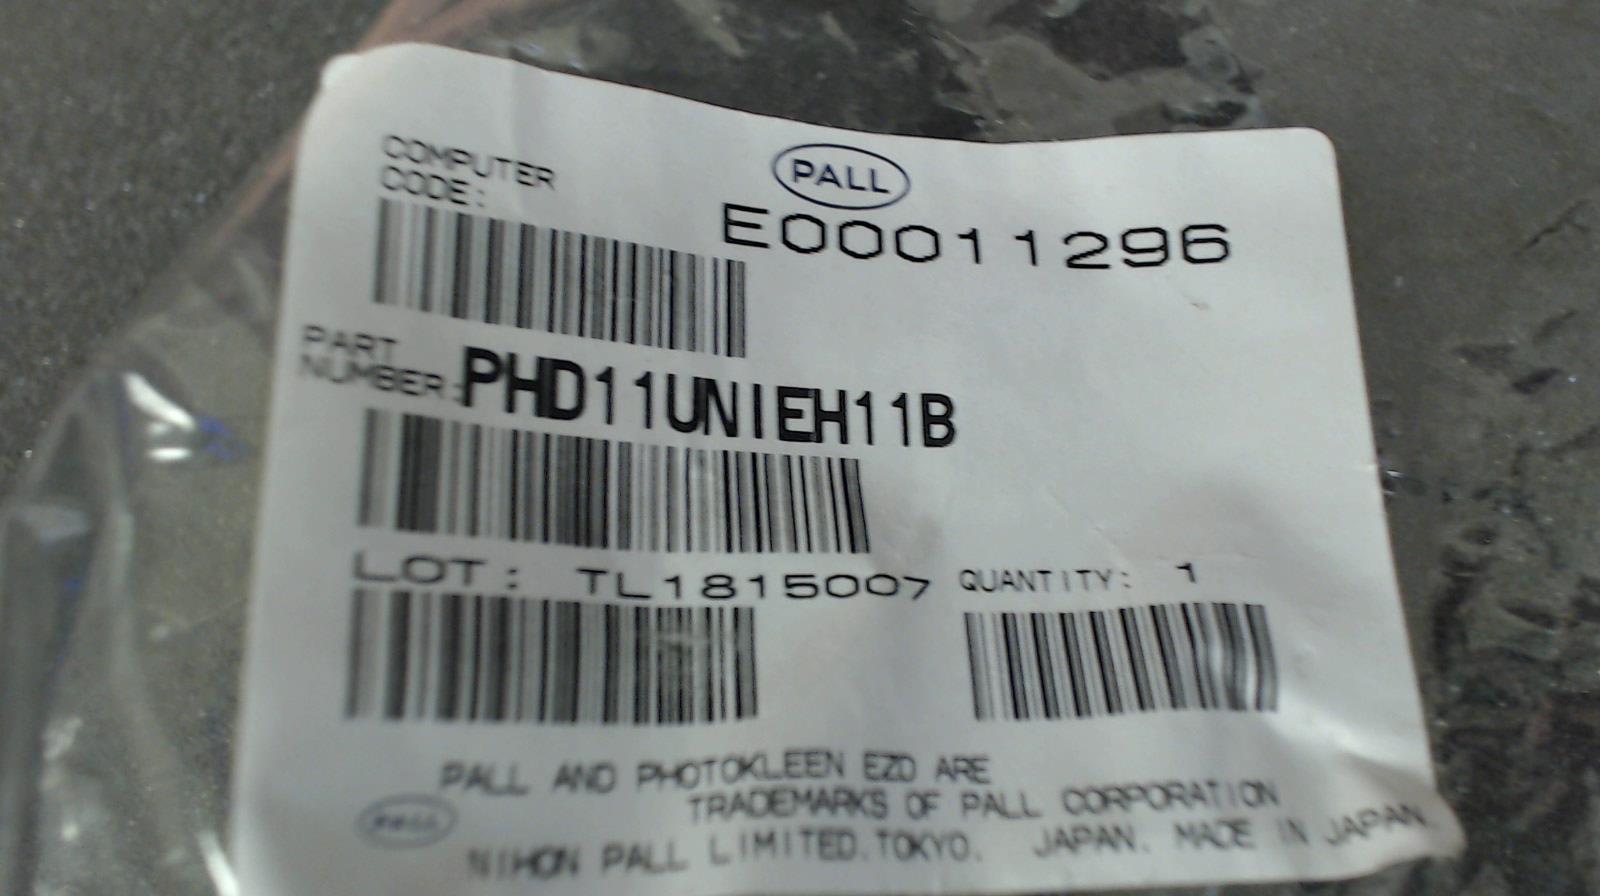 COMPUTER
CODE:
PALL
E00011296
PART
NUMBER: PHD11UNIEH11B
LOT: TL1815007 QUANTITY: 1
PALL AND PHOTOKLEEN EZD ARE
TRADEMARKS OF PALL CORPORATION
PALL
NIHON PALL LIMITED.TOKYO. JAPAN. MADE IN JAPAN.